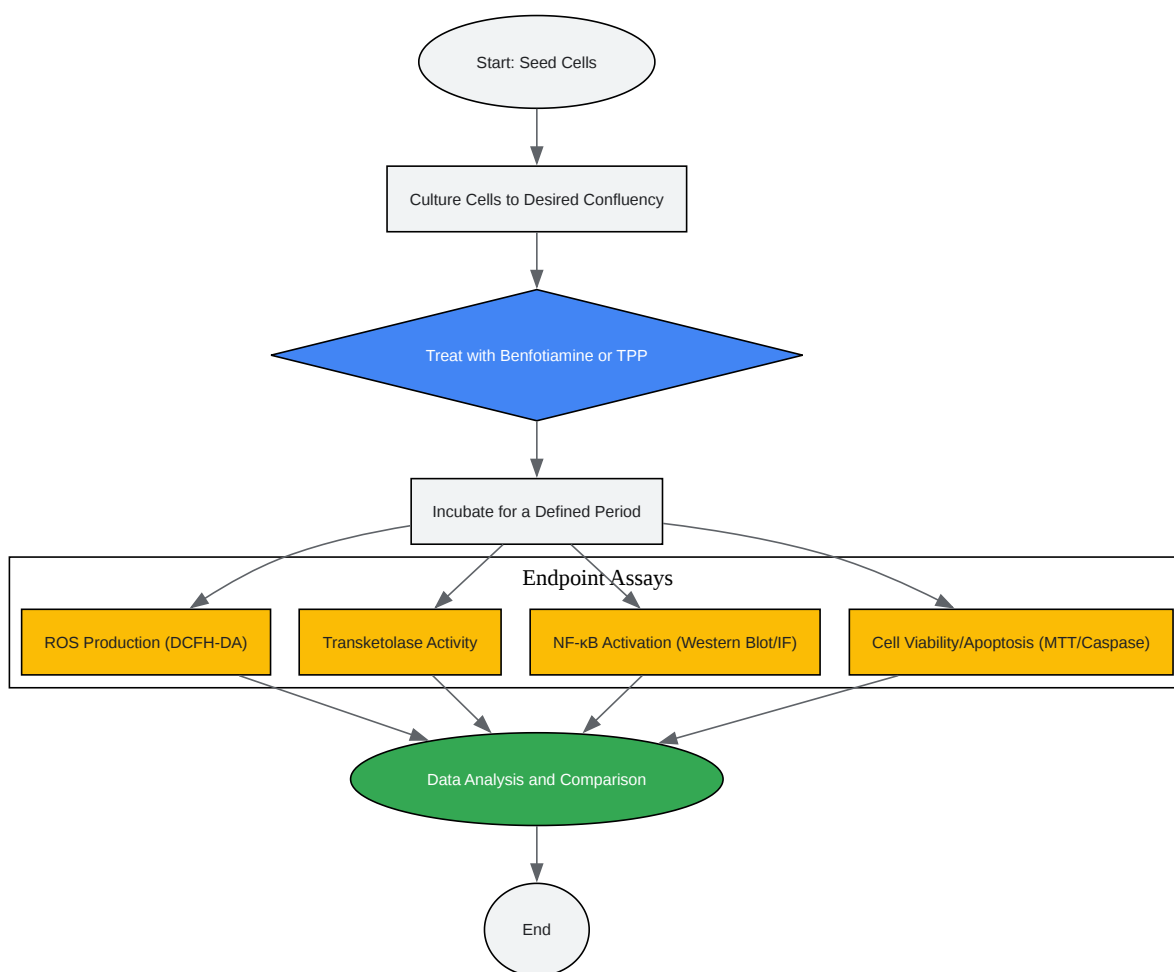 Start: Seed Cells
Culture Cells to Desired Confluency
Treat with Benfotiamine or TPP
Incubate for a Defined Period
Endpoint Assays
ROS Production (DCFH-DA)
Transketolase Activity
NF-κB Activation (Western Blot/IF)
Cell Viability/Apoptosis (MTT/Caspase)
Data Analysis and Comparison
End